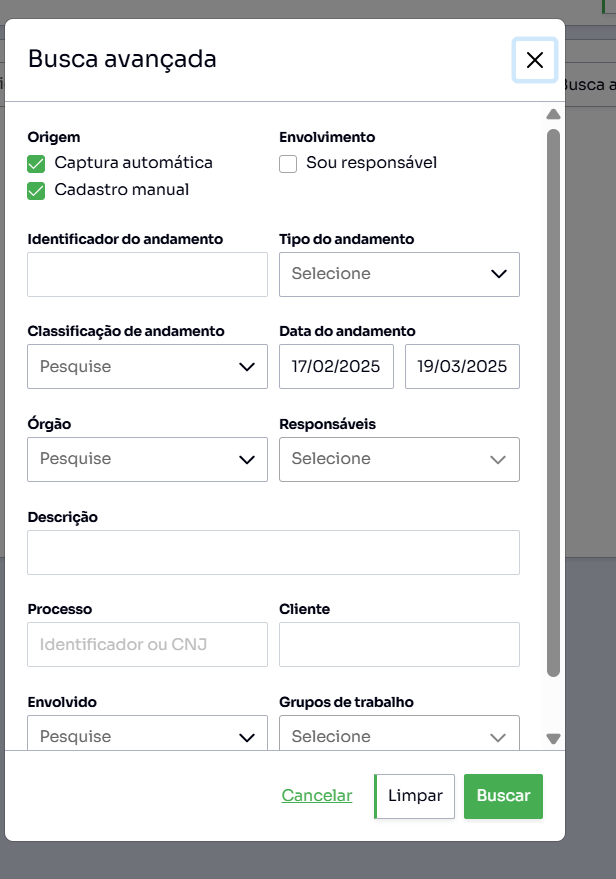 Busca avançada
Busca a
Origem
Envolvimento
Captura automática
Sou responsável
Cadastro manual
Identificador do andamento
Tipo do andamento
Selecione
Classificação de andamento
Data do andamento
Pesquise
17/02/2025
19/03/2025
Órgão
Responsáveis
Pesquise
Selecione
Descrição
Processo
Cliente
Identificador ou CNJ
Envolvido
Grupos de trabalho
Pesquise
Selecione
Cancelar
Limpar
Buscar